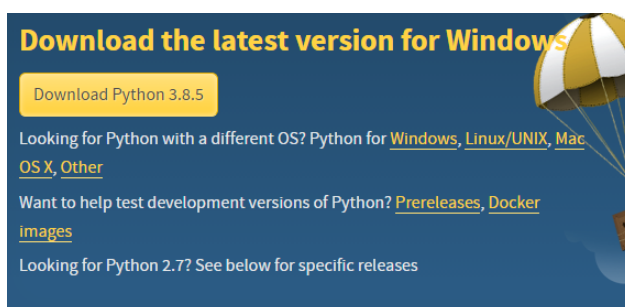 Download the latest version for Windows
Download Python 3.8.5
Looking for Python with a different OS? Python for Windows, Linux/UNIX, Mac
OS X, Other
Want to help test development versions of Python? Prereleases, Docker
images
Looking for Python 2.7? See below for specific releases